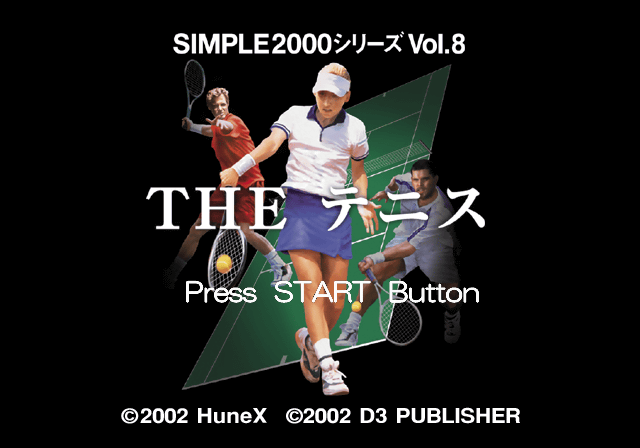 SIMPLE2000シリーズ Vol.8
THE テニス
Press START Button
©2002 HuneX ©2002 D3 PUBLISHER